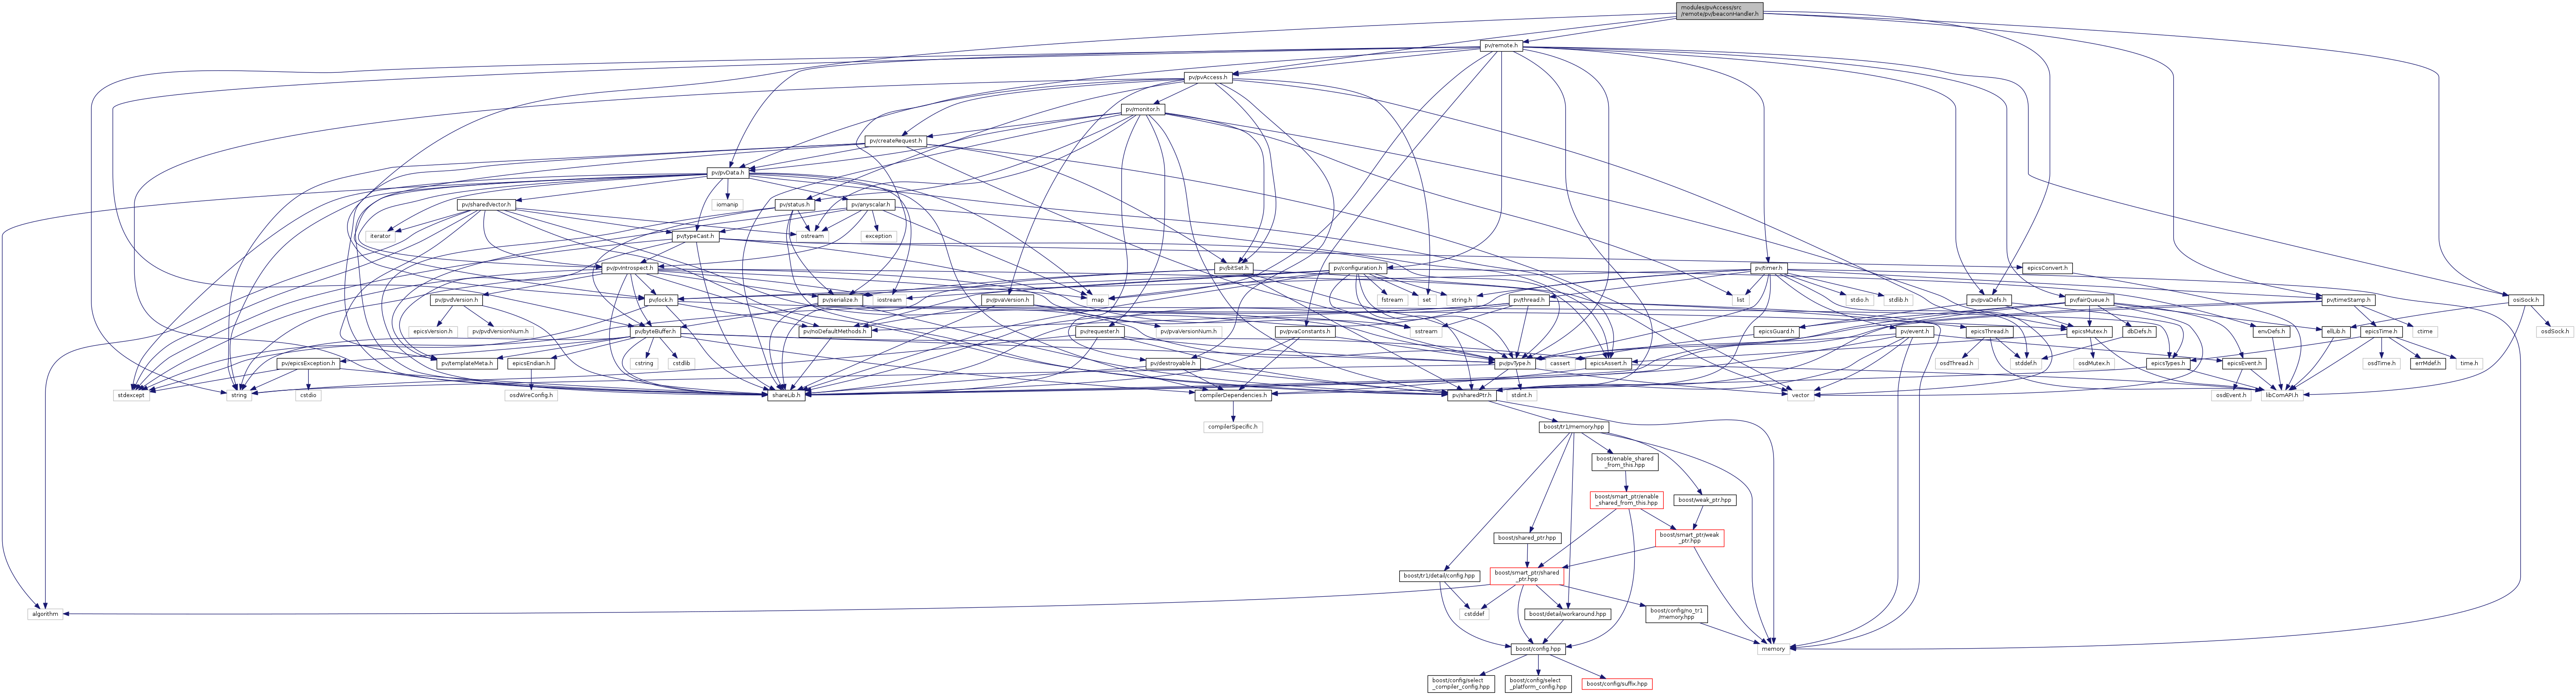 modules/pvAccess/src
/remote/pv/beaconHandler.h
pv/remote.h
pv/pvAccess.h
pv/monitor.h
pv/createRequest.h
pv/pvData.h
iomanip
pv/sharedVector.h
pv/status.h
pv/anyscalar.h
iterator
pv/typeCast.h
ostream
exception
pv/pvIntrospect.h
pv/bitSet.h
pv/configuration.h
pv/timer.h
epicsConvert.h
pv/pvdVersion.h
pv/lock.h
pv/serialize.h
iostream
pv/pvaVersion.h
map
fstream
set
string.h
pv/thread.h
list
stdio.h
stdlib.h
pv/pvaDefs.h
pv/fairQueue.h
pv/timeStamp.h
osiSock.h
epicsVersion.h
pv/pvdVersionNum.h
pv/byteBuffer.h
pv/noDefaultMethods.h
pv/requester.h
pv/pvaVersionNum.h
pv/pvaConstants.h
sstream
epicsGuard.h
pv/event.h
epicsThread.h
epicsMutex.h
dbDefs.h
envDefs.h
ellLib.h
epicsTime.h
ctime
osdSock.h
pv/epicsException.h
pv/templateMeta.h
epicsEndian.h
cstring
cstdlib
pv/destroyable.h
pv/pvType.h
cassert
epicsAssert.h
osdThread.h
stddef.h
osdMutex.h
epicsTypes.h
epicsEvent.h
osdTime.h
errMdef.h
time.h
stdexcept
string
cstdio
osdWireConfig.h
shareLib.h
compilerDependencies.h
pv/sharedPtr.h
stdint.h
vector
osdEvent.h
libComAPI.h
compilerSpecific.h
boost/tr1/memory.hpp
boost/enable_shared
_from_this.hpp
boost/smart_ptr/enable
_shared_from_this.hpp
boost/weak_ptr.hpp
boost/shared_ptr.hpp
boost/smart_ptr/weak
_ptr.hpp
boost/tr1/detail/config.hpp
boost/smart_ptr/shared
_ptr.hpp
algorithm
cstddef
boost/detail/workaround.hpp
boost/config/no_tr1
/memory.hpp
boost/config.hpp
memory
boost/config/select
_compiler_config.hpp
boost/config/select
_platform_config.hpp
boost/config/suffix.hpp